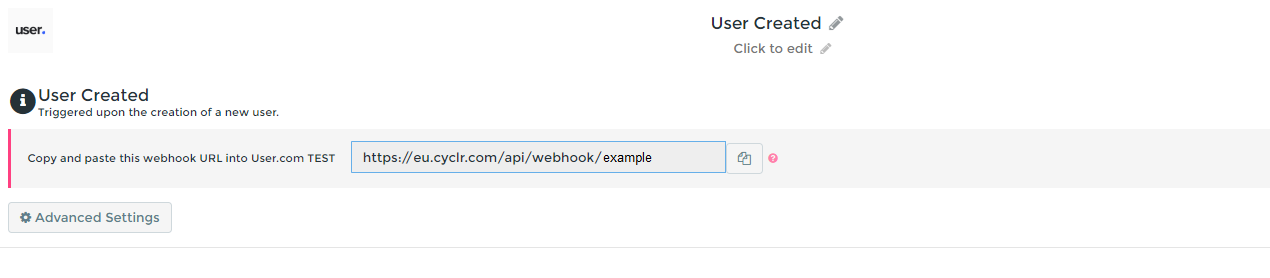 user.
User Created
Click to edit
User Created
Triggered upon the creation of a new user.
Copy and paste this webhook URL into User.com TEST https://eu.cyclr.com/api/webhook/example
Advanced Settings